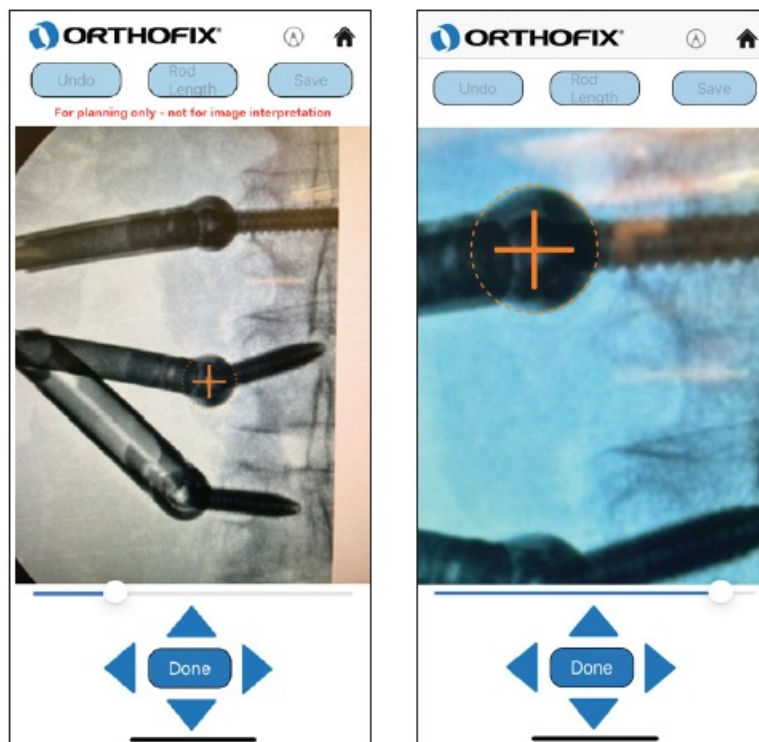 ORTHOFIX®
Undo
Rod
Length
Save
For planning only - not for image interpretation
Done
ORTHOFIX®
Undo
Rod
Length
Save
Done